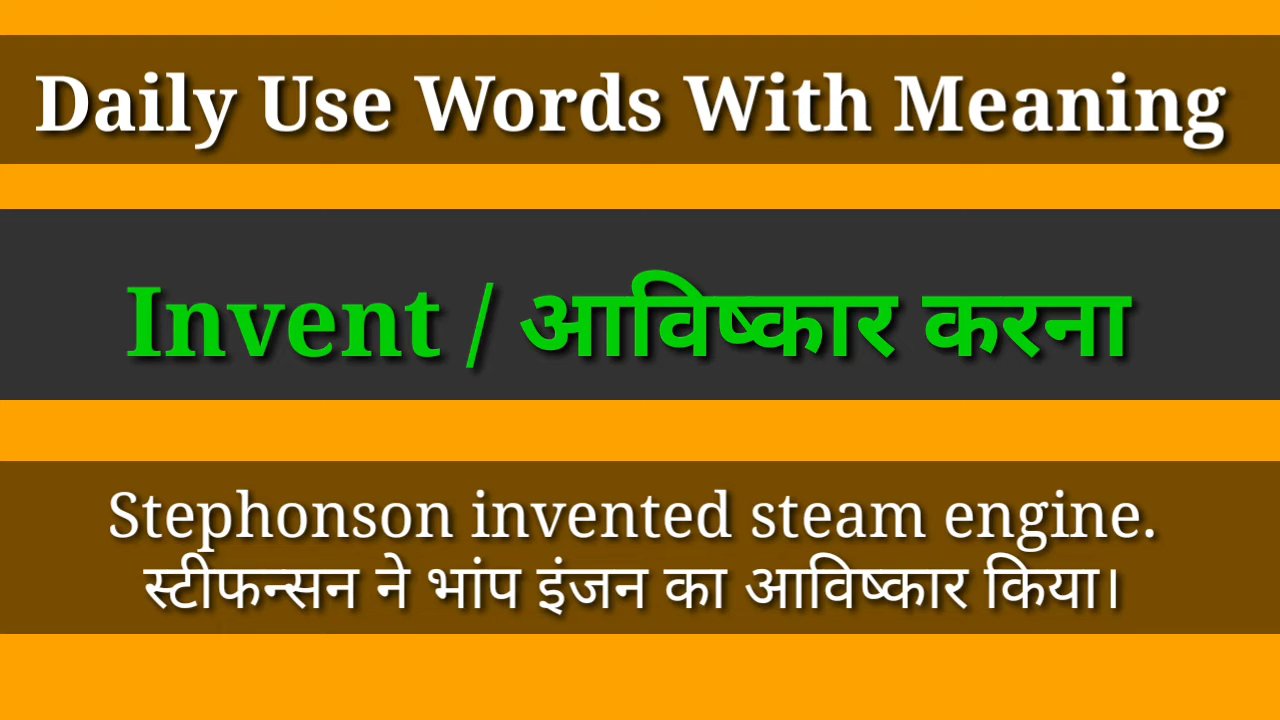 Daily Use Words With Meaning
Invent / आविष्कार करना
Stephonson invented steam engine.
स्टीफन्सन ने भांप इंजन का आविष्कार किया।